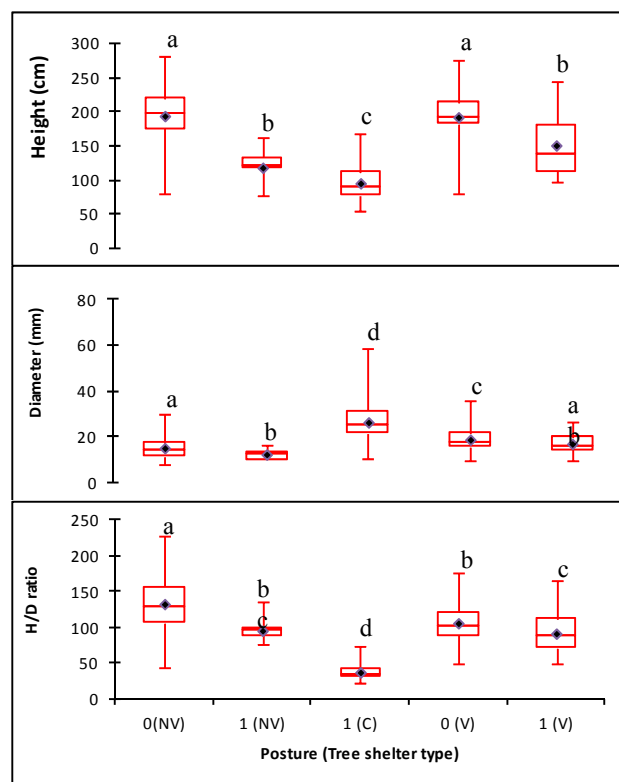 Height (cm)
300
250
200
150
100
50
0
a
b
c
a
b
Diameter (mm)
80
60
40
20
0
a
b
d
c
a
b
H/D ratio
250
200
150
100
50
0
a
b
c
d
b
c
0(NV) 1 (NV) 1 (C) 0 (V) 1 (V)
Posture (Tree shelter type)